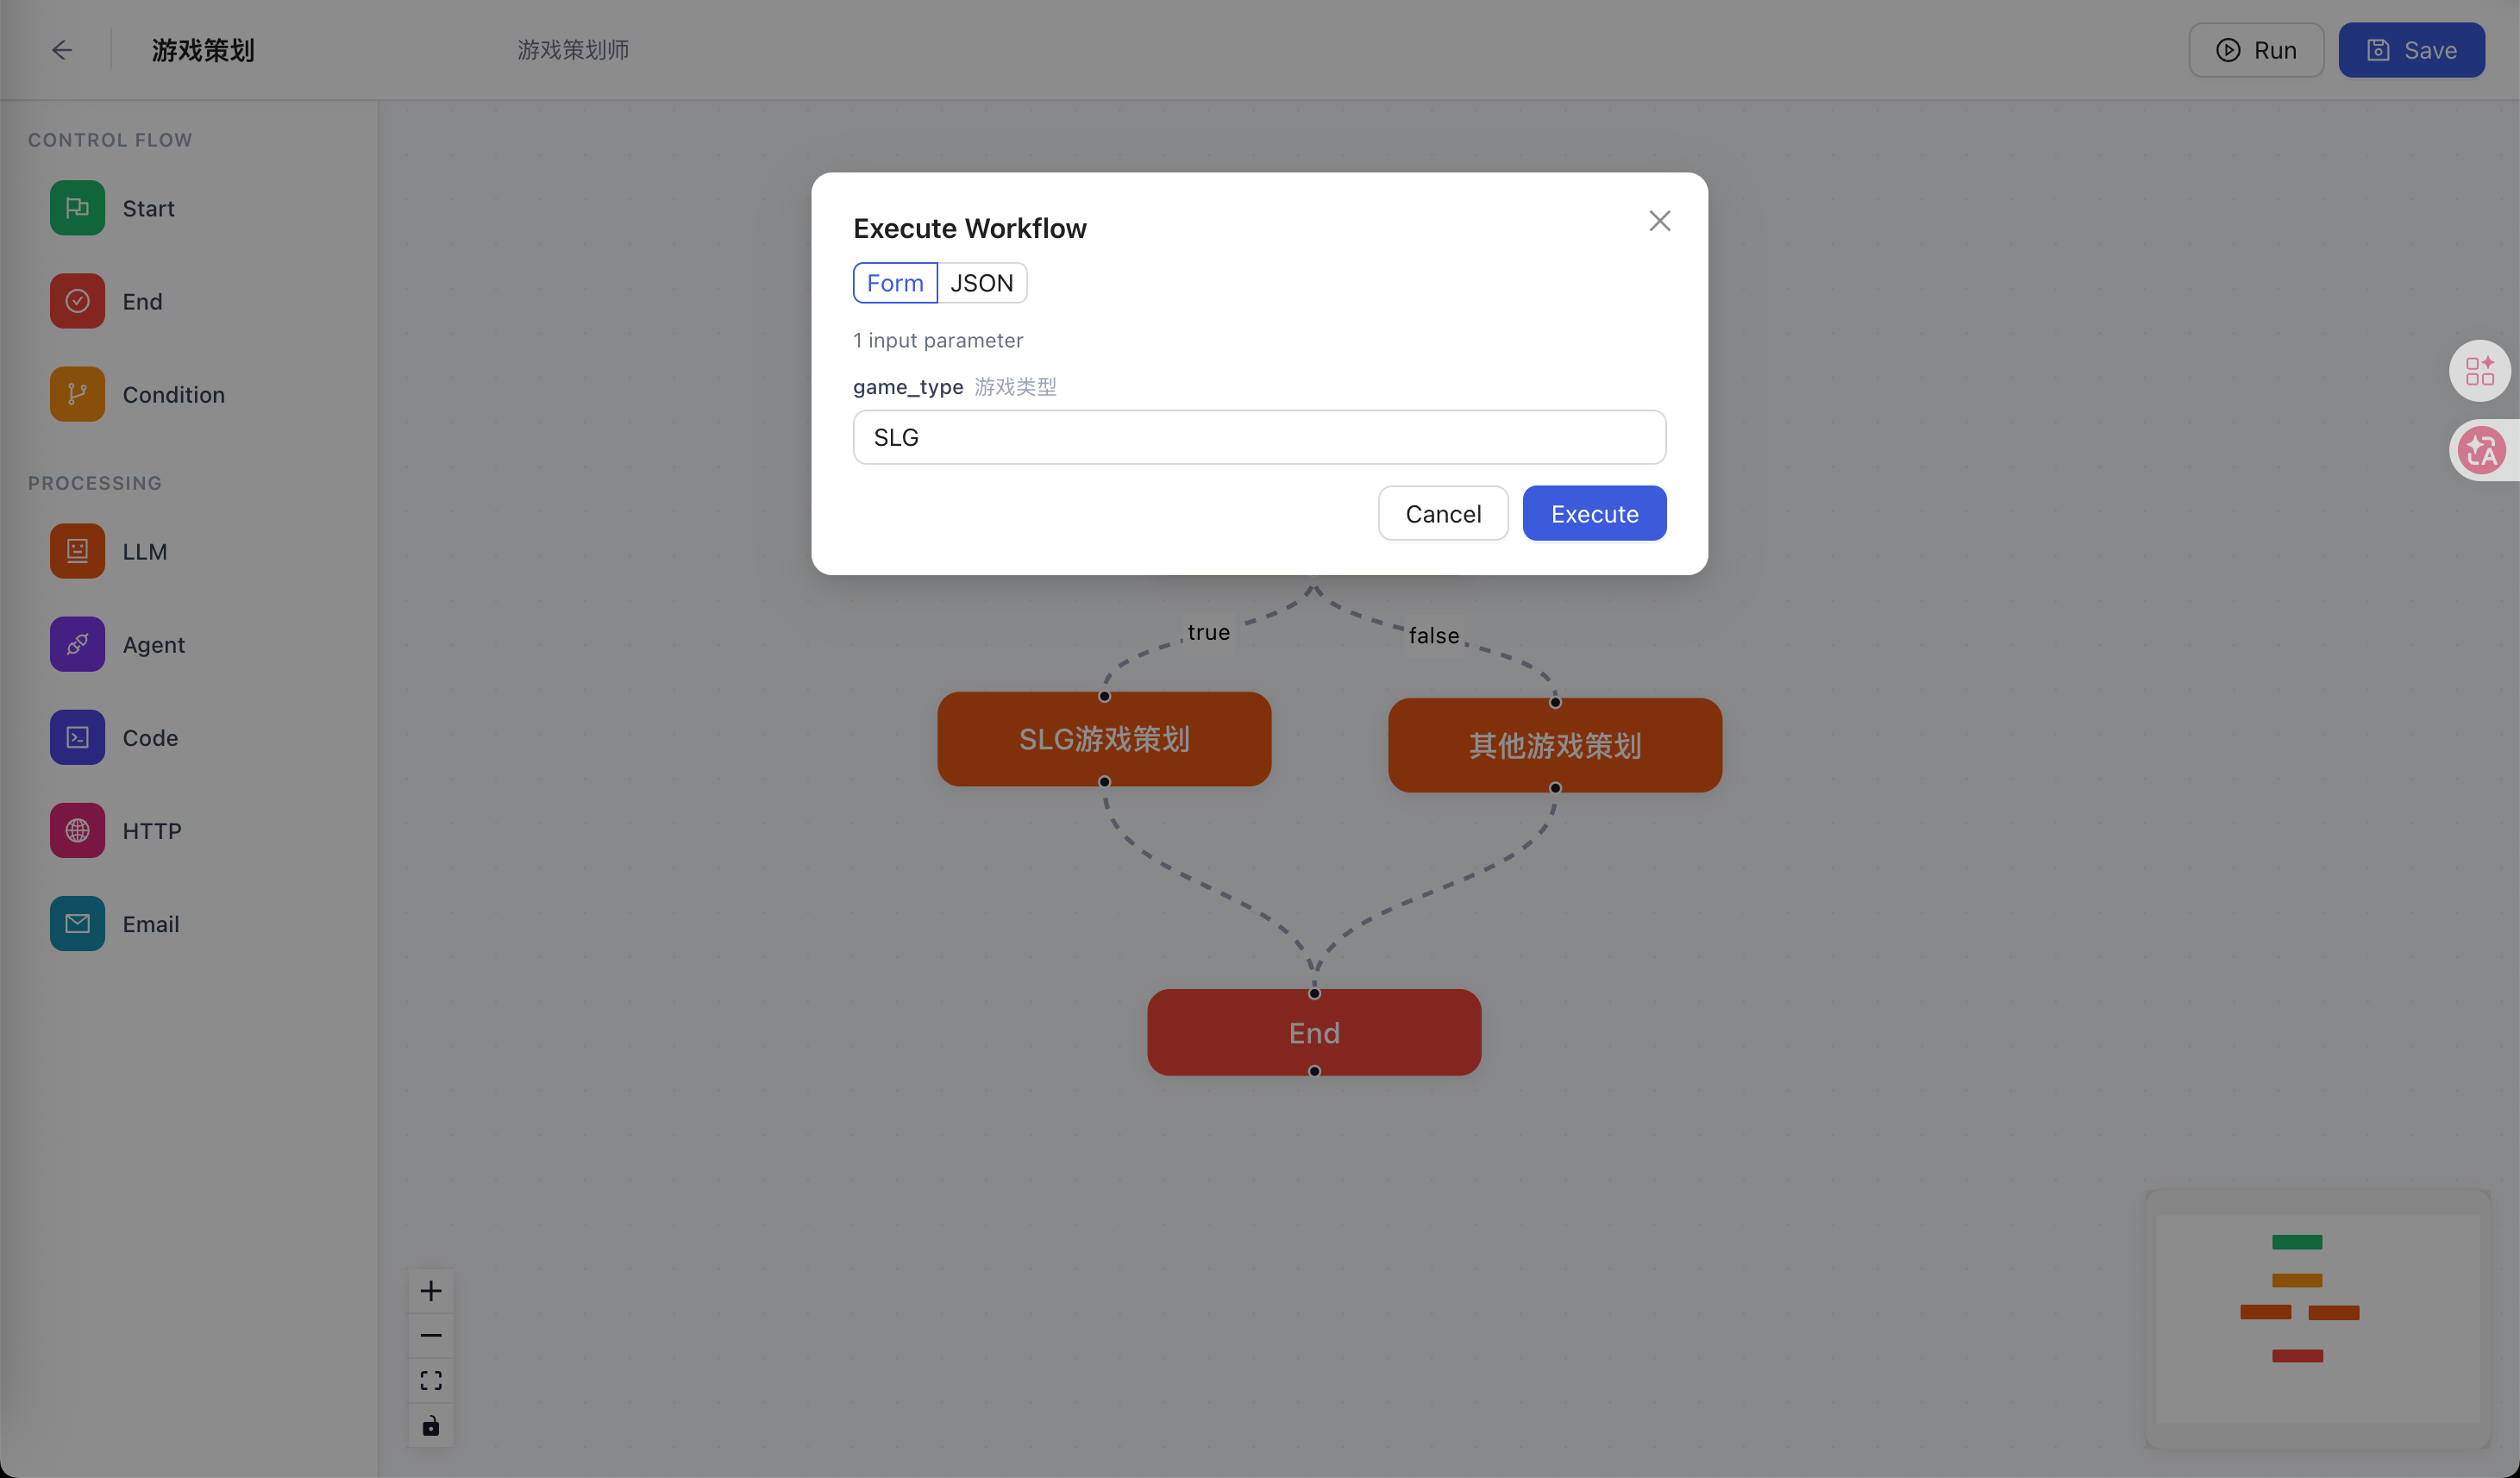 游戏策划
游戏策划师
Run
Save
CONTROL FLOW
Start
End
Condition
PROCESSING
LLM
Agent
Code
HTTP
Email
Execute Workflow
Form
JSON
1 input parameter
game_type 游戏类型
SLG
Cancel
Execute
true
false
SLG游戏策划
其他游戏策划
End